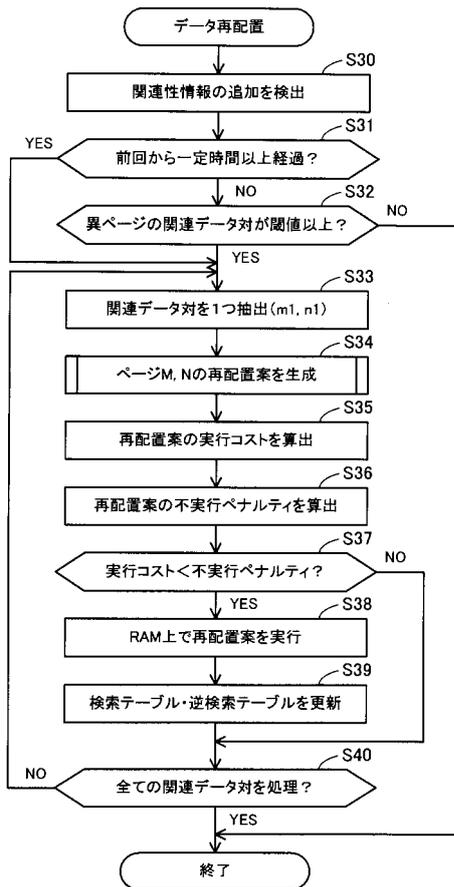 データ再配置
S30
関連性情報の追加を検出
S31
YES
前回から一定時間以上経過？
NO
S32
異ページの関連データ対が閾値以上？
NO
YES
S33
関連データ対を1つ抽出(m1, n1)
S34
ページM, Nの再配置案を生成
S35
再配置案の実行コストを算出
S36
再配置案の不実行ペナルティを算出
S37
実行コスト＜不実行ペナルティ？
NO
YES
S38
RAM上で再配置案を実行
S39
検索テーブル・逆検索テーブルを更新
S40
NO
全ての関連データ対を処理？
YES
終了